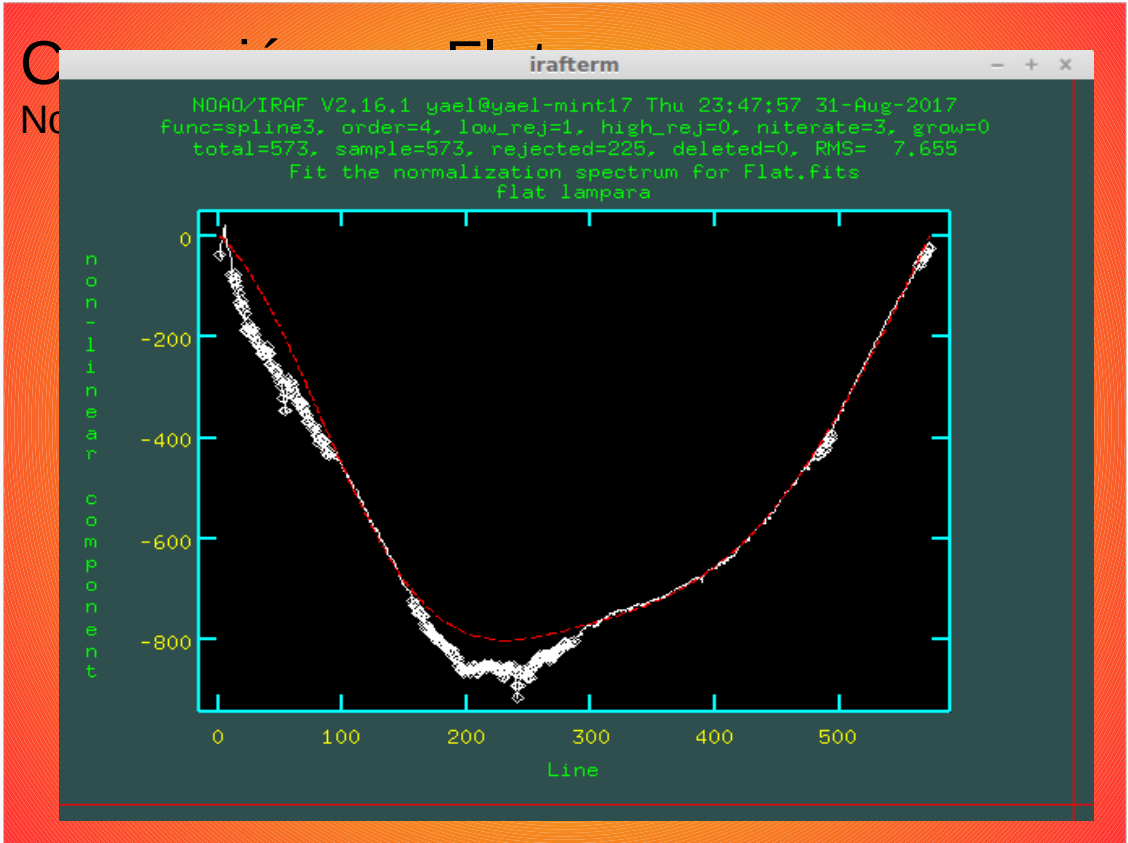 irafterm
NOAO/IRAF V2.16.1 yael@yael-mint17 Thu 23:47:57 31-Aug-2017
func=spline3, order=4, low_rej=1, high_rej=0, niterate=3, grow=0
total=573, sample=573, rejected=225, deleted=0, RMS=  7.655
Fit the normalization spectrum for Flat.fits
flat lampara
0
-200
-400
-600
-800
non-linear component
0 100 200 300 400 500
Line